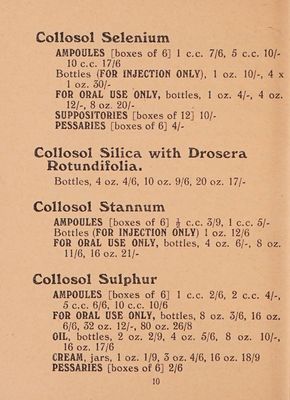 Collosol Selenium
AMPOULES [boxes of 6] 1 c.c. 7/6, 5 c.c. 10/-
10 c.c. 17/6
Bottles (FOR INJECTION ONLY), 1 oz. 10/-, 4 x
1 oz. 30/-
FOR ORAL USE ONLY, bottles, 1 oz. 4/-, 4 oz.
12/-, 8 oz. 20/-
SUPPOSITORIES [boxes of 12] 10/-
PESSARIES [boxes of 6] 4/-
Collosol Silica with Drosera
Rotundifolia.
Bottles, 4 oz. 4/6, 10 oz. 9/6, 20 oz. 17/-
Collosol Stannum
AMPOULES [boxes of 6] ½ c.c. 3/9, 1 c.c. 5/-
Bottles (FOR INJECTION ONLY) 1 oz. 12/6
FOR ORAL USE ONLY, bottles, 4 oz. 6/-, 8 oz.
11/6, 16 oz. 21/-
Collosol Sulphur
AMPOULES [boxes of 6] 1 c.c. 2/6, 2 c.c. 4/-,
5 c.c. 6/6, 10 c.c. 10/6
FOR ORAL USE ONLY, bottles, 8 oz. 3/6, 16 oz.
6/6, 32 oz. 12/-, 80 oz. 26/8
OIL, bottles, 2 oz. 2/9, 4 oz. 5/6, 8 oz. 10/-,
16 oz. 17/6
CREAM, jars, 1 oz. 1/9, 3 oz. 4/6, 16 oz. 18/9
PESSARIES [boxes of 6] 2/6
10